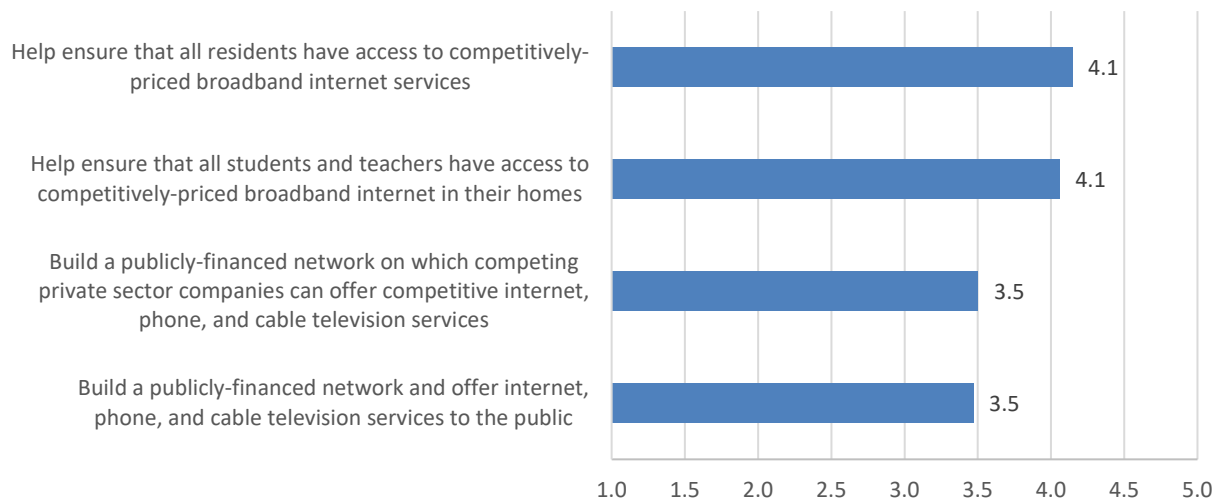 Help ensure that all residents have access to competitively-
priced broadband internet services
4.1
Help ensure that all students and teachers have access to
competitively-priced broadband internet in their homes
4.1
Build a publicly-financed network on which competing
private sector companies can offer competitive internet,
phone, and cable television services
3.5
Build a publicly-financed network and offer internet,
phone, and cable television services to the public
3.5
1.0 1.5 2.0 2.5 3.0 3.5 4.0 4.5 5.0